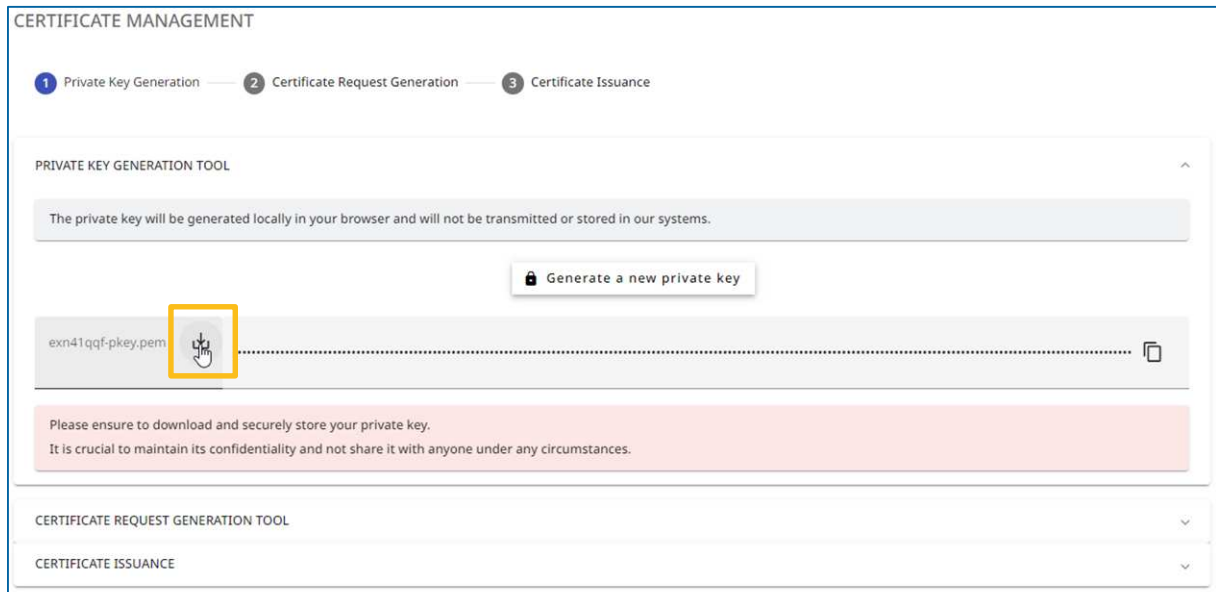 CERTIFICATE MANAGEMENT
1 Private Key Generation 2 Certificate Request Generation 3 Certificate Issuance
PRIVATE KEY GENERATION TOOL
The private key will be generated locally in your browser and will not be transmitted or stored in our systems.
Generate a new private key
exn41qqf-pkey.pem
Please ensure to download and securely store your private key.
It is crucial to maintain its confidentiality and not share it with anyone under any circumstances.
CERTIFICATE REQUEST GENERATION TOOL
CERTIFICATE ISSUANCE